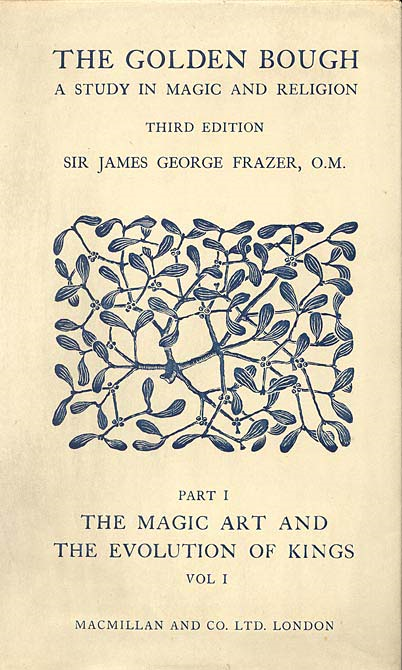 THE GOLDEN BOUGH
A STUDY IN MAGIC AND RELIGION
THIRD EDITION
SIR JAMES GEORGE FRAZER, O.M.
PART I
THE MAGIC ART AND
THE EVOLUTION OF KINGS
VOL I
MACMILLAN AND CO. LTD. LONDON